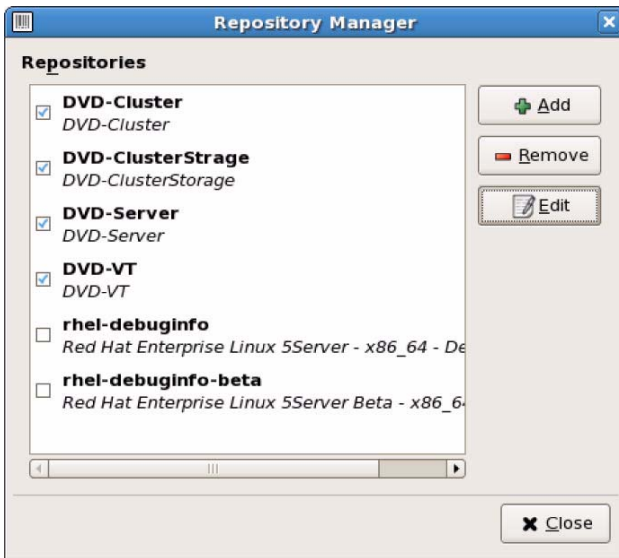 Repository Manager
Repositories
DVD-Cluster
DVD-Cluster
DVD-ClusterStrage
DVD-ClusterStorage
DVD-Server
DVD-Server
DVD-VT
DVD-VT
rhel-debuginfo
Red Hat Enterprise Linux 5Server - x86_64 - De
rhel-debuginfo-beta
Red Hat Enterprise Linux 5Server Beta - x86_64
Add
Remove
Edit
Close